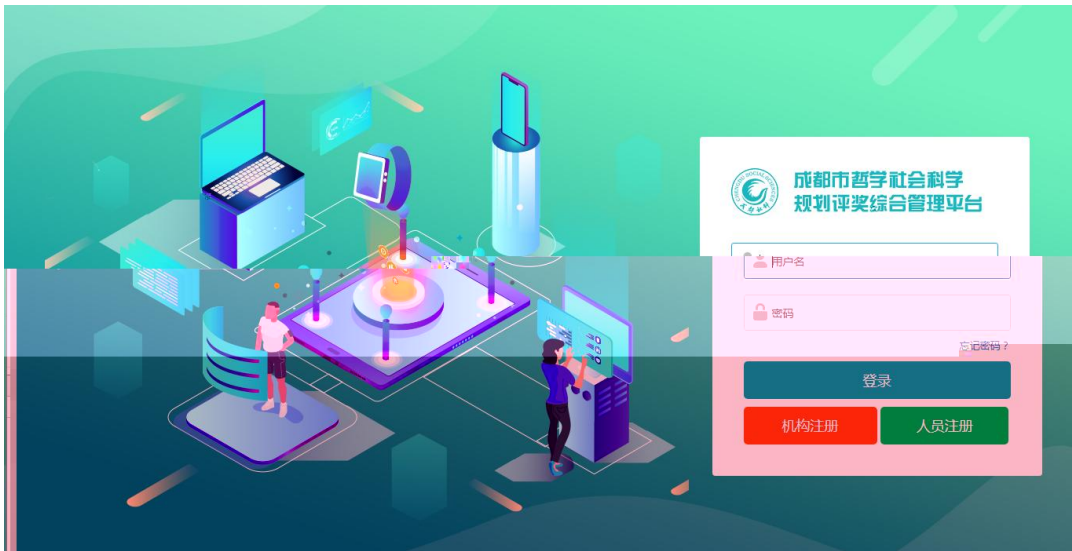 成都市哲学社会科学
规划评奖综合管理平台
用户名
密码
忘记密码？
登录
机构注册
人员注册